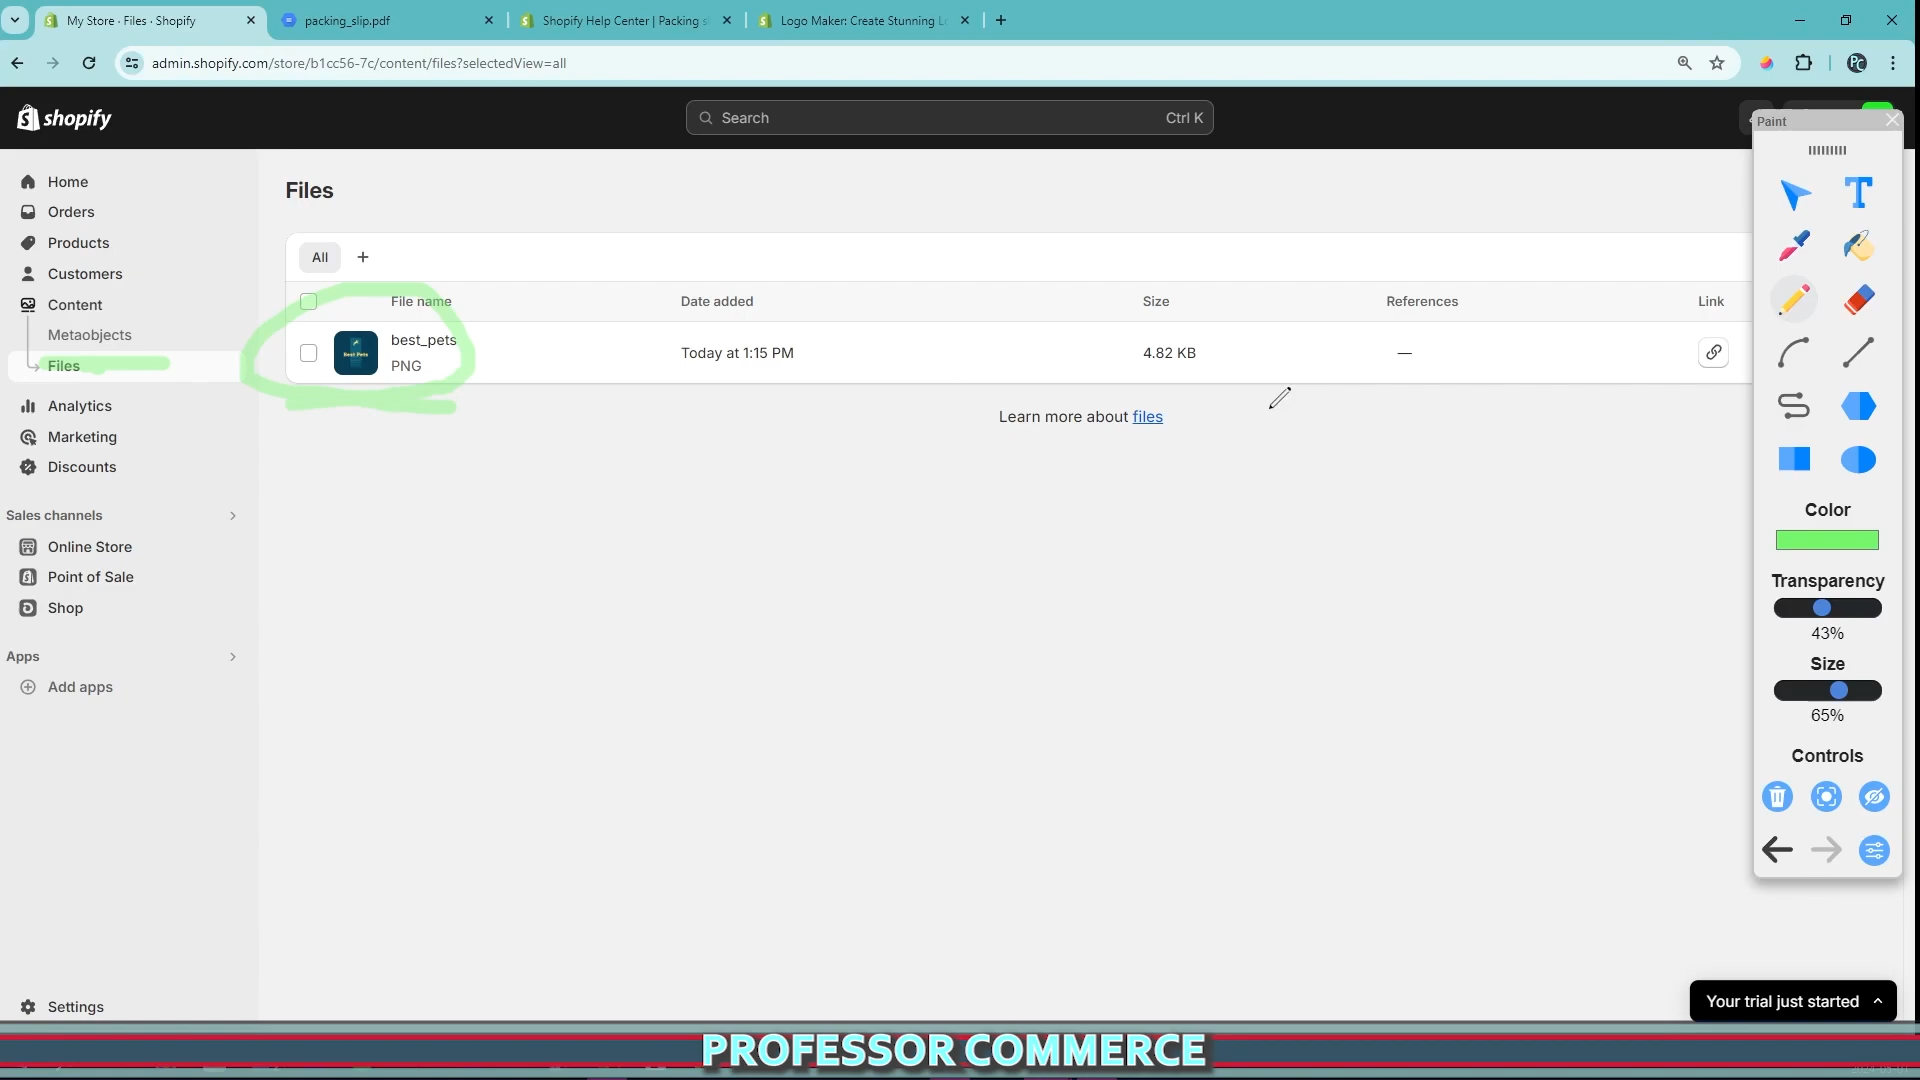 My Store · Files · Shopify
packing_slip.pdf
Shopify Help Center | Packing s
Logo Maker: Create Stunning Lo
admin.shopify.com/store/b1cc56-7c/content/files?selectedView=all
PC
shopify
Search
Ctrl K
Paint
Home
Orders
Products
Customers
Content
Metaobjects
Files
Analytics
Marketing
Discounts
Sales channels
Online Store
Point of Sale
Shop
Apps
Add apps
Settings
Files
All
File name
Date added
Size
References
Link
Best Pets
best_pets
PNG
Today at 1:15 PM
4.82 KB
—
Learn more about files
T
Color
Transparency
43%
Size
65%
Controls
Your trial just started
PROFESSOR COMMERCE